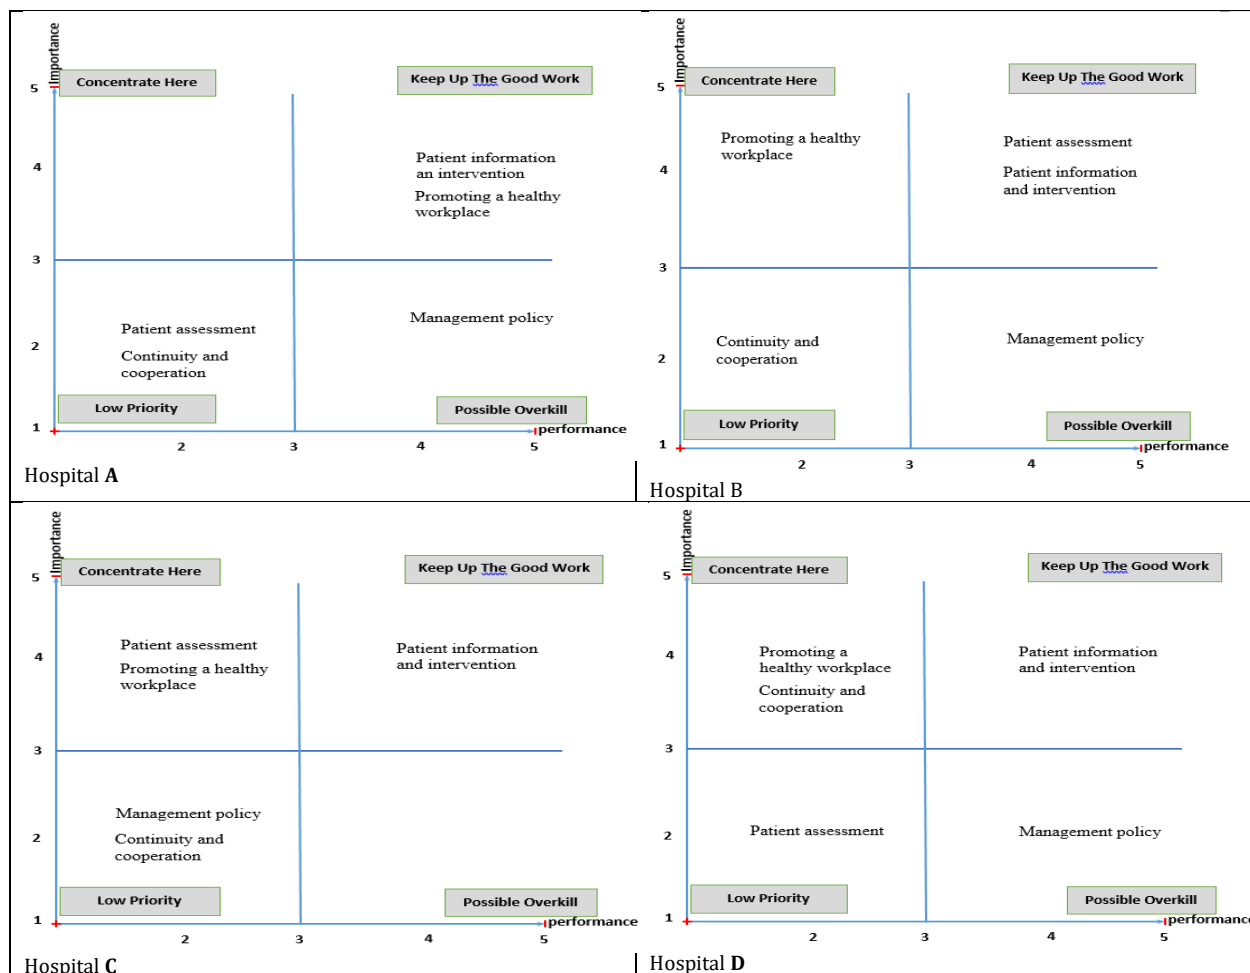 Importance
Concentrate Here
Keep Up The Good Work
5
Patient information
an intervention
4
Promoting a healthy
workplace
3
Management policy
Patient assessment
2
Continuity and
cooperation
Low Priority
Possible Overkill
1
performance
2
3
4
5
Hospital A
Importance
Concentrate Here
Keep Up The Good Work
5
Promoting a healthy
workplace
Patient assessment
4
Patient information
and intervention
3
Continuity and
cooperation
Management policy
2
Low Priority
Possible Overkill
1
performance
2
3
4
5
Hospital B
Importance
Concentrate Here
Keep Up The Good Work
5
Patient assessment
Promoting a healthy
workplace
Patient information
and intervention
4
3
Management policy
2
Continuity and
cooperation
Low Priority
Possible Overkill
1
performance
2
3
4
5
Hospital C
Importance
Concentrate Here
Keep Up The Good Work
5
Promoting a
healthy workplace
Continuity and
cooperation
Patient information
and intervention
4
3
Patient assessment
Management policy
2
Low Priority
Possible Overkill
1
performance
2
3
4
5
Hospital D